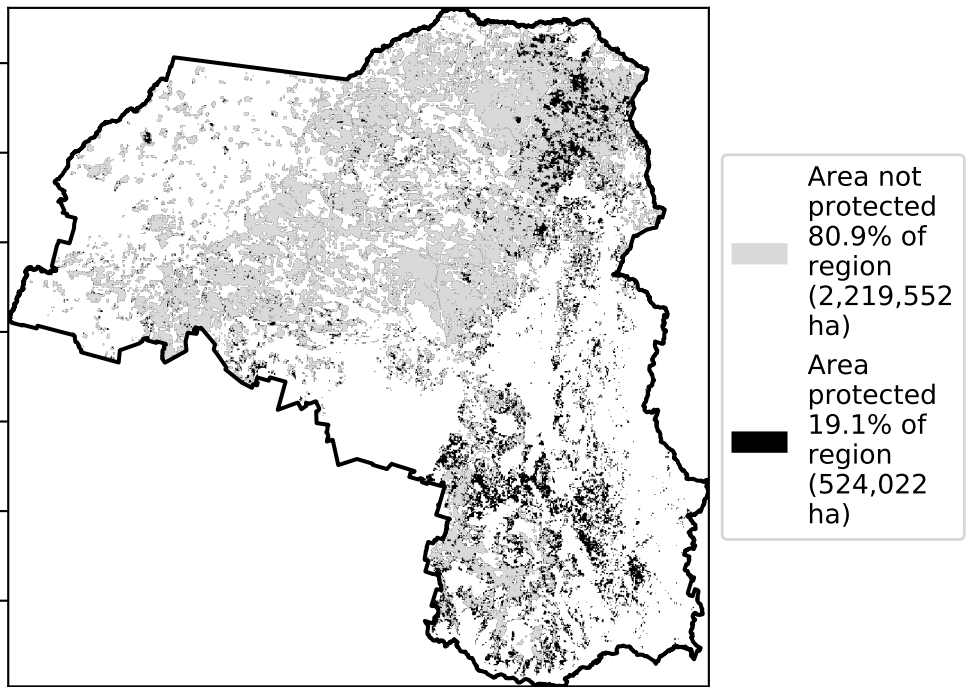 Area not
protected
80.9% of
region
(2,219,552
ha)
Area
protected
19.1% of
region
(524,022
ha)